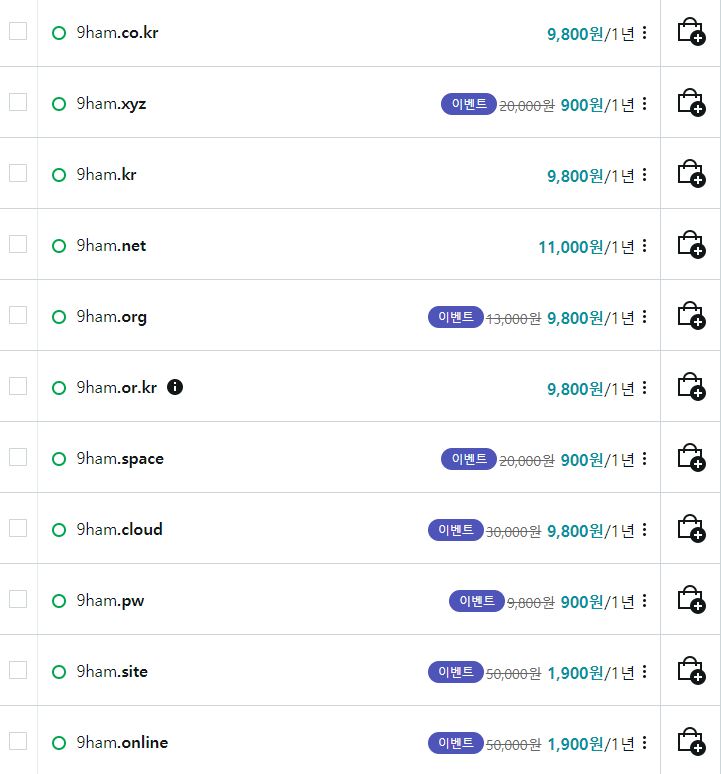 9ham.co.kr 9,800원/1년
9ham.xyz 이벤트 20,000원 900원/1년
9ham.kr 9,800원/1년
9ham.net 11,000원/1년
9ham.org 이벤트 13,000원 9,800원/1년
9ham.or.kr 9,800원/1년
9ham.space 이벤트 20,000원 900원/1년
9ham.cloud 이벤트 30,000원 9,800원/1년
9ham.pw 이벤트 9,800원 900원/1년
9ham.site 이벤트 50,000원 1,900원/1년
9ham.online 이벤트 50,000원 1,900원/1년